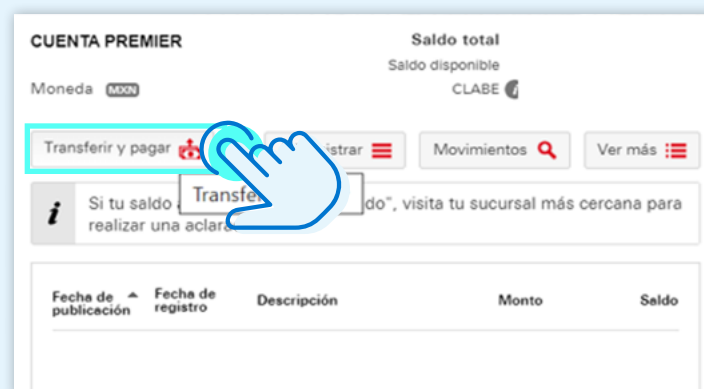 CUENTA PREMIER
Saldo total
Saldo disponible
Moneda MXN
CLABE i
Transferir y pagar
istrar
Movimientos
Ver más
i
Si tu saldo
do", visita tu sucursal más cercana para
realizar una aclara
Transfe
Fecha de publicación
Fecha de registro
Descripción
Monto
Saldo